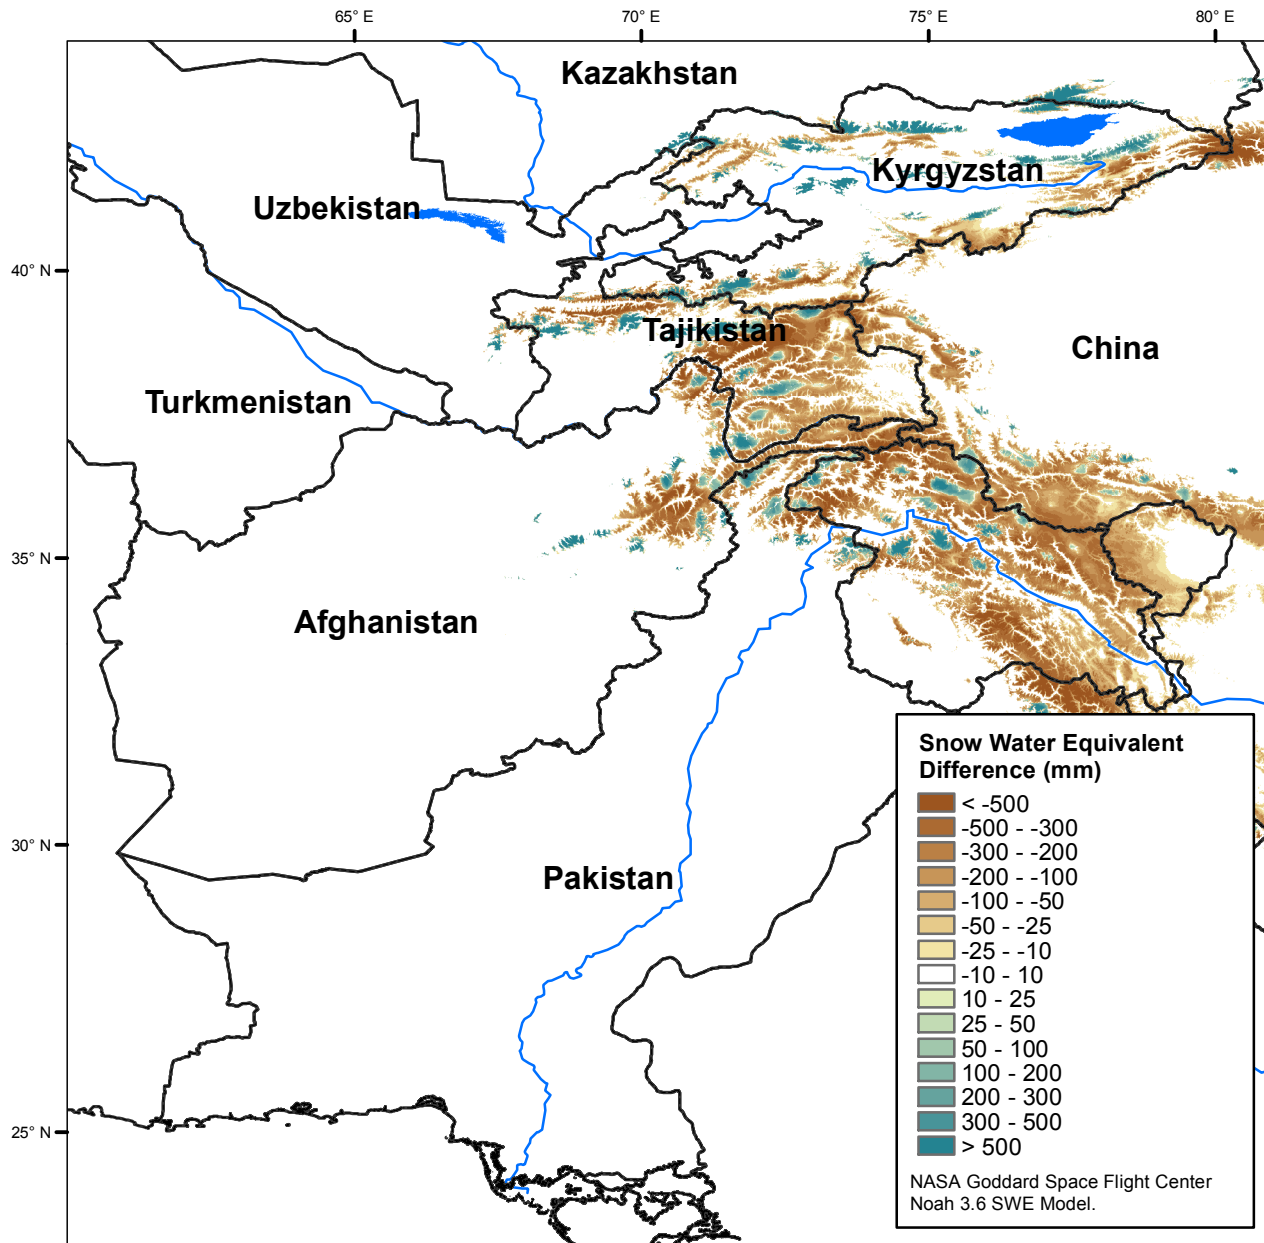 65° E
70° E
75° E
80° E
Kazakhstan
Kyrgyzstan
Uzbekistan
40° N
Tajikistan
China
Turkmenistan
35° N
Afghanistan
30° N
Pakistan
25° N
Snow Water Equivalent
Difference (mm)
< -500
-500 - -300
-300 - -200
-200 - -100
-100 - -50
-50 - -25
-25 - -10
-10 - 10
10 - 25
25 - 50
50 - 100
100 - 200
200 - 300
300 - 500
> 500
NASA Goddard Space Flight Center
Noah 3.6 SWE Model.